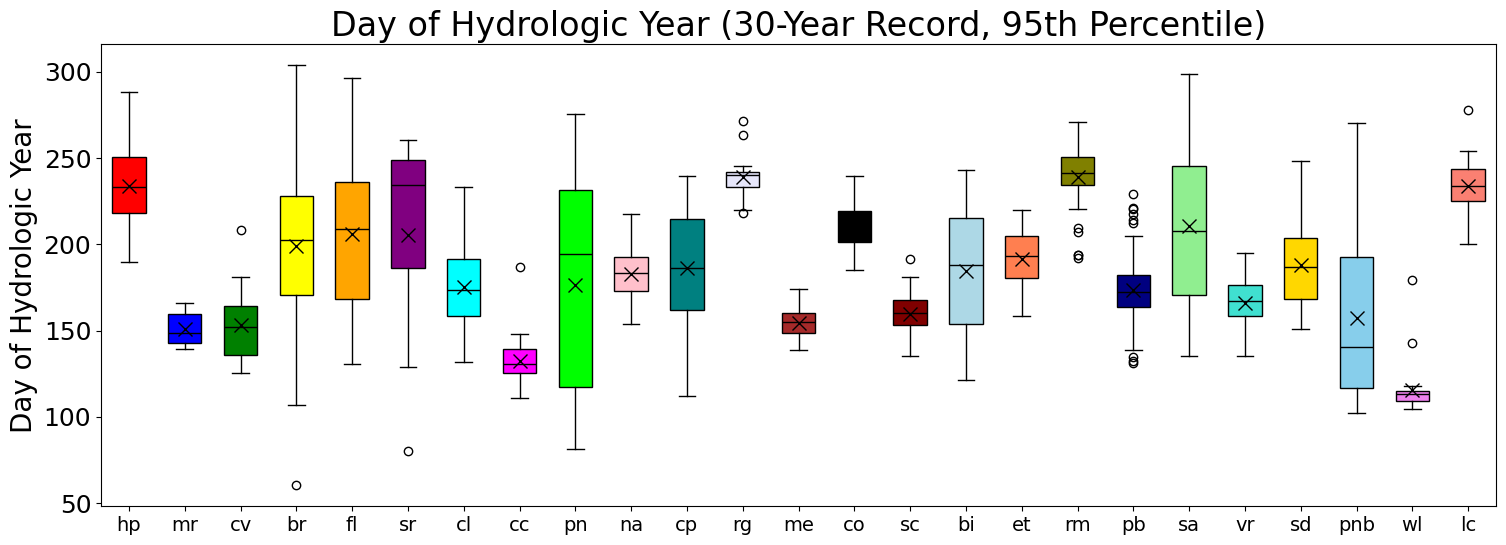 Day of Hydrologic Year (30-Year Record, 95th Percentile)
Day of Hydrologic Year
300
250
200
150
100
50
hp mr cv br fl sr cl cc pn na cp rg me co sc bi et rm pb sa vr sd pnb wl lc